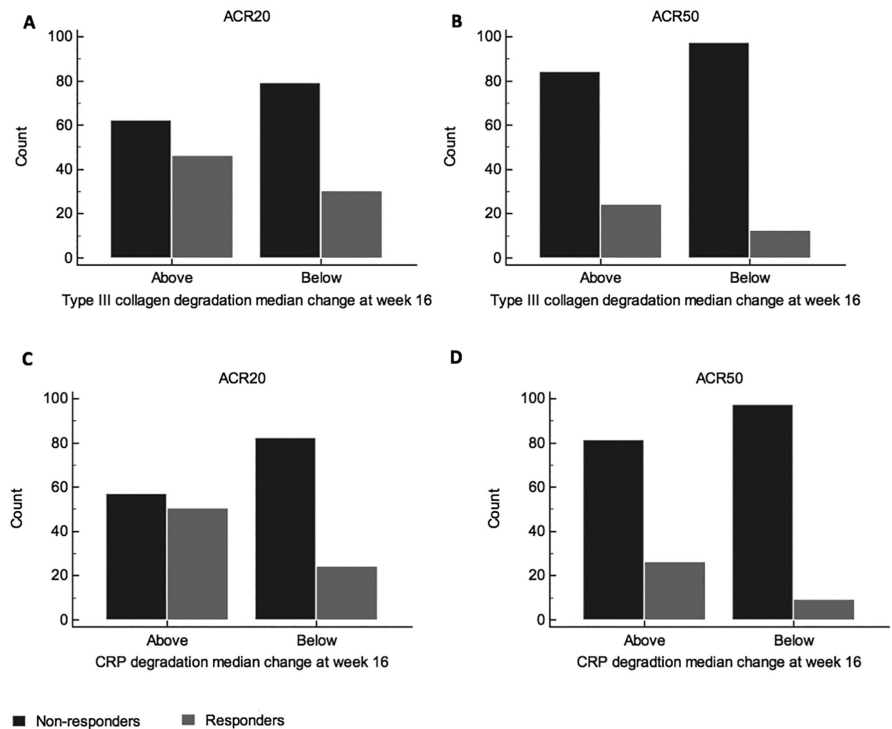 A
ACR20
100
80
60
40
20
0
Count
Above Below
Type III collagen degradation median change at week 16
B
ACR50
100
80
60
40
20
0
Count
Above Below
Type III collagen degradation median change at week 16
C
ACR20
100
80
60
40
20
0
Count
Above Below
CRP degradation median change at week 16
D
ACR50
100
80
60
40
20
0
Count
Above Below
CRP degradtion median change at week 16
Non-responders Responders